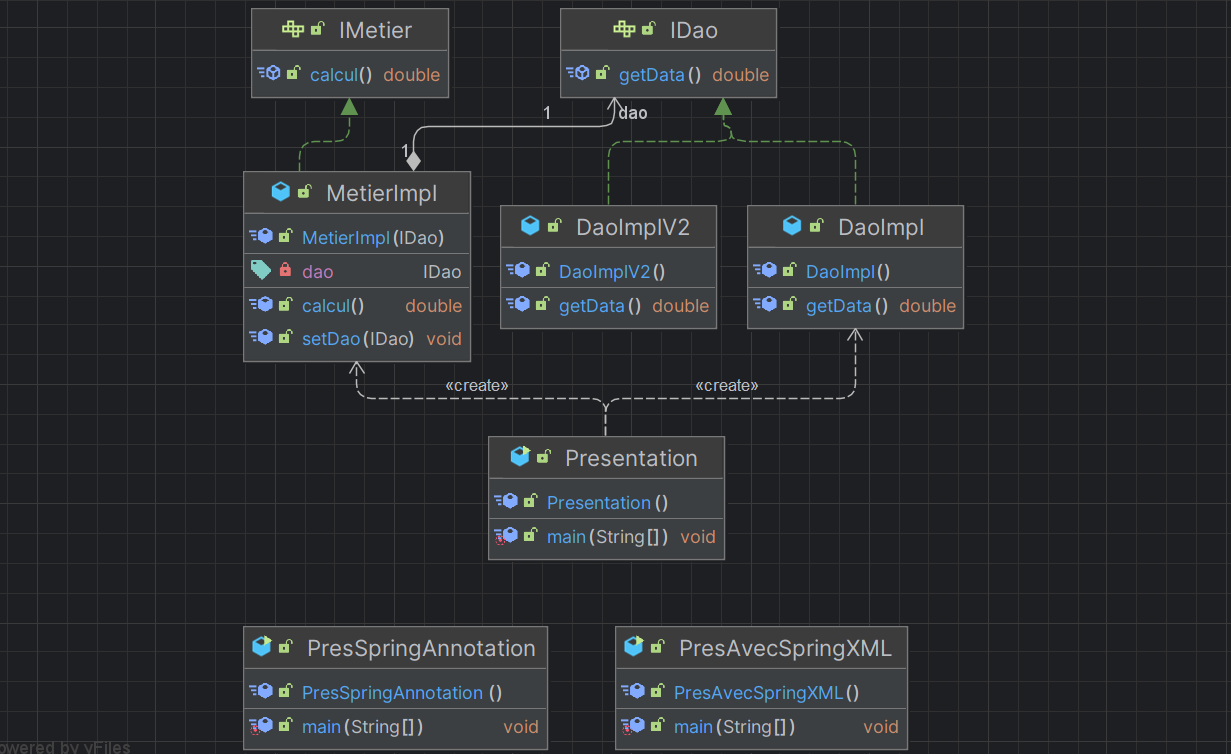 IMetier
calcul() double
IDao
getData() double
1
dao
1
MetierImpl
MetierImpl(IDao)
dao IDao
calcul() double
setDao(IDao) void
DaoImplV2
DaoImplV2()
getData() double
DaoImpl
DaoImpl()
getData() double
«create»
«create»
Presentation
Presentation()
main(String[]) void
PresSpringAnnotation
PresSpringAnnotation()
main(String[]) void
PresAvecSpringXML
PresAvecSpringXML()
main(String[]) void
owered by yFiles